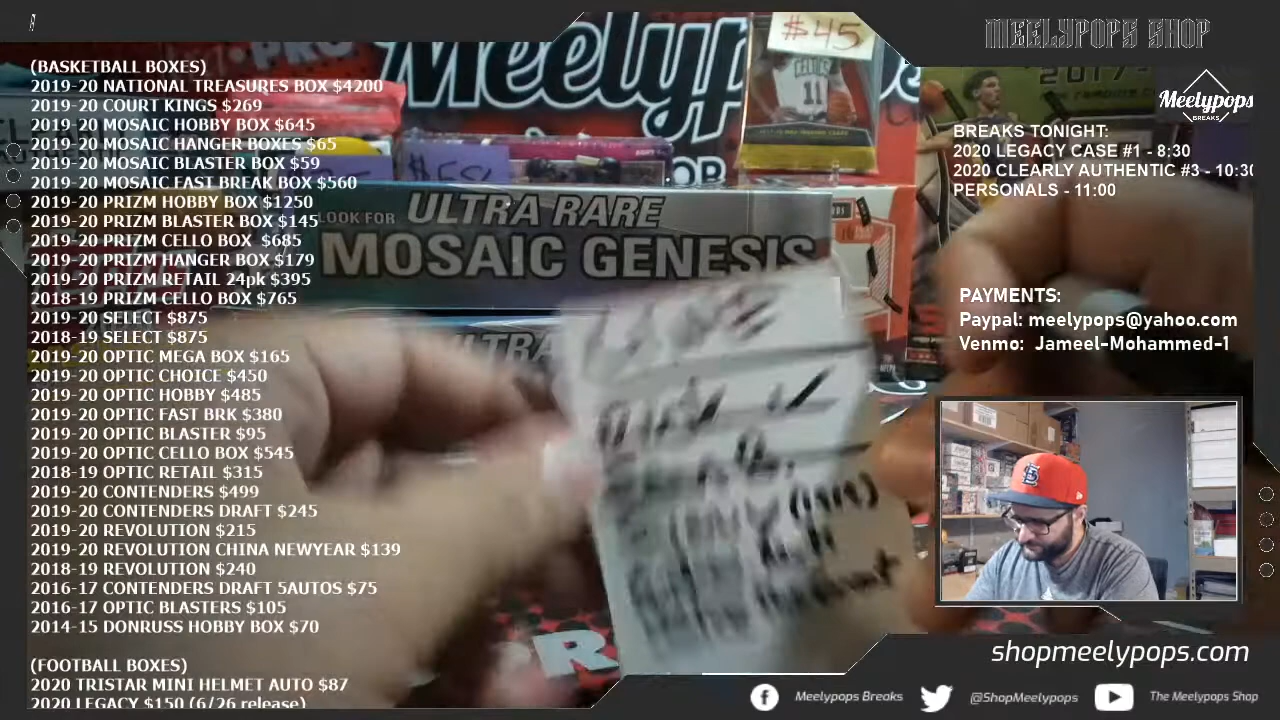 MEELYPOPS SHOP
(BASKETBALL BOXES)
2019-20 NATIONAL TREASURES BOX $4200
2019-20 COURT KINGS $269
2019-20 MOSAIC HOBBY BOX $645
2019-20 MOSAIC HANGER BOXES $65
2019-20 MOSAIC BLASTER BOX $59
2019-20 MOSAIC FAST BREAK BOX $560
2019-20 PRIZM HOBBY BOX $1250
2019-20 PRIZM BLASTER BOX $145
2019-20 PRIZM CELLO BOX $685
2019-20 PRIZM HANGER BOX $179
2019-20 PRIZM RETAIL 24pk $395
2018-19 PRIZM CELLO BOX $765
2019-20 SELECT $875
2018-19 SELECT $875
2019-20 OPTIC MEGA BOX $165
2019-20 OPTIC CHOICE $450
2019-20 OPTIC HOBBY $485
2019-20 OPTIC FAST BRK $380
2019-20 OPTIC BLASTER $95
2019-20 OPTIC CELLO BOX $545
2018-19 OPTIC RETAIL $315
2019-20 CONTENDERS $499
2019-20 CONTENDERS DRAFT $245
2019-20 REVOLUTION $215
2019-20 REVOLUTION CHINA NEWYEAR $139
2018-19 REVOLUTION $240
2016-17 CONTENDERS DRAFT 5AUTOS $75
2016-17 OPTIC BLASTERS $105
2014-15 DONRUSS HOBBY BOX $70
(FOOTBALL BOXES)
2020 TRISTAR MINI HELMET AUTO $87
2020 LEGACY $150 (6/26 release)
Meelyp
$45
CELTICS
11
OR
LOOK FOR ULTRA RARE
MOSAIC GENESIS
ULTRA
R
2017-
Meelypops
BREAKS
BREAKS TONIGHT:
2020 LEGACY CASE #1 - 8:30
2020 CLEARLY AUTHENTIC #3 - 10:30
PERSONALS - 11:00
PAYMENTS:
Paypal: meelypops@yahoo.com
Venmo: Jameel-Mohammed-1
shopmeelypops.com
Meelypops Breaks
@ShopMeelypops
The Meelypops Shop